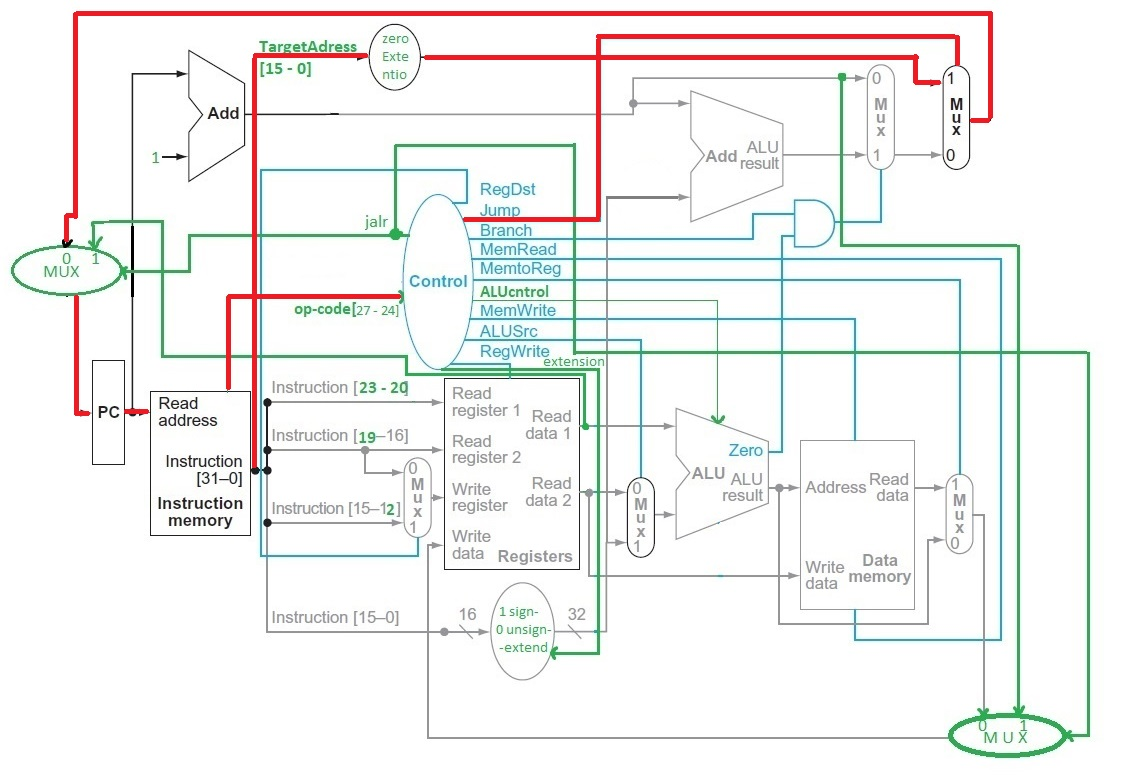 TargetAdress
[15 - 0]
zero
Exte
ntio
Add
1
Add
ALU
result
0
Mux
1
1
Mux
0
jalr
0 1
MUX
Control
RegDst
Jump
Branch
MemRead
MemtoReg
ALUcntrol
MemWrite
ALUSrc
RegWrite
extension
op-code[27 - 24]
PC
Read
address
Instruction
[31–0]
Instruction
memory
Instruction [23 - 20]
Instruction [19–16]
Instruction [15–12]
Instruction [15–0]
0
Mux
1
Read
register 1
Read
register 2
Write
register
Write
data
Read
data 1
Read
data 2
Registers
0
Mux
1
Zero
ALU
ALU
result
Address
Read
data
Write
data
Data
memory
1
Mux
0
16
1 sign-
0 unsign-
-extend
32
0 1
MUX